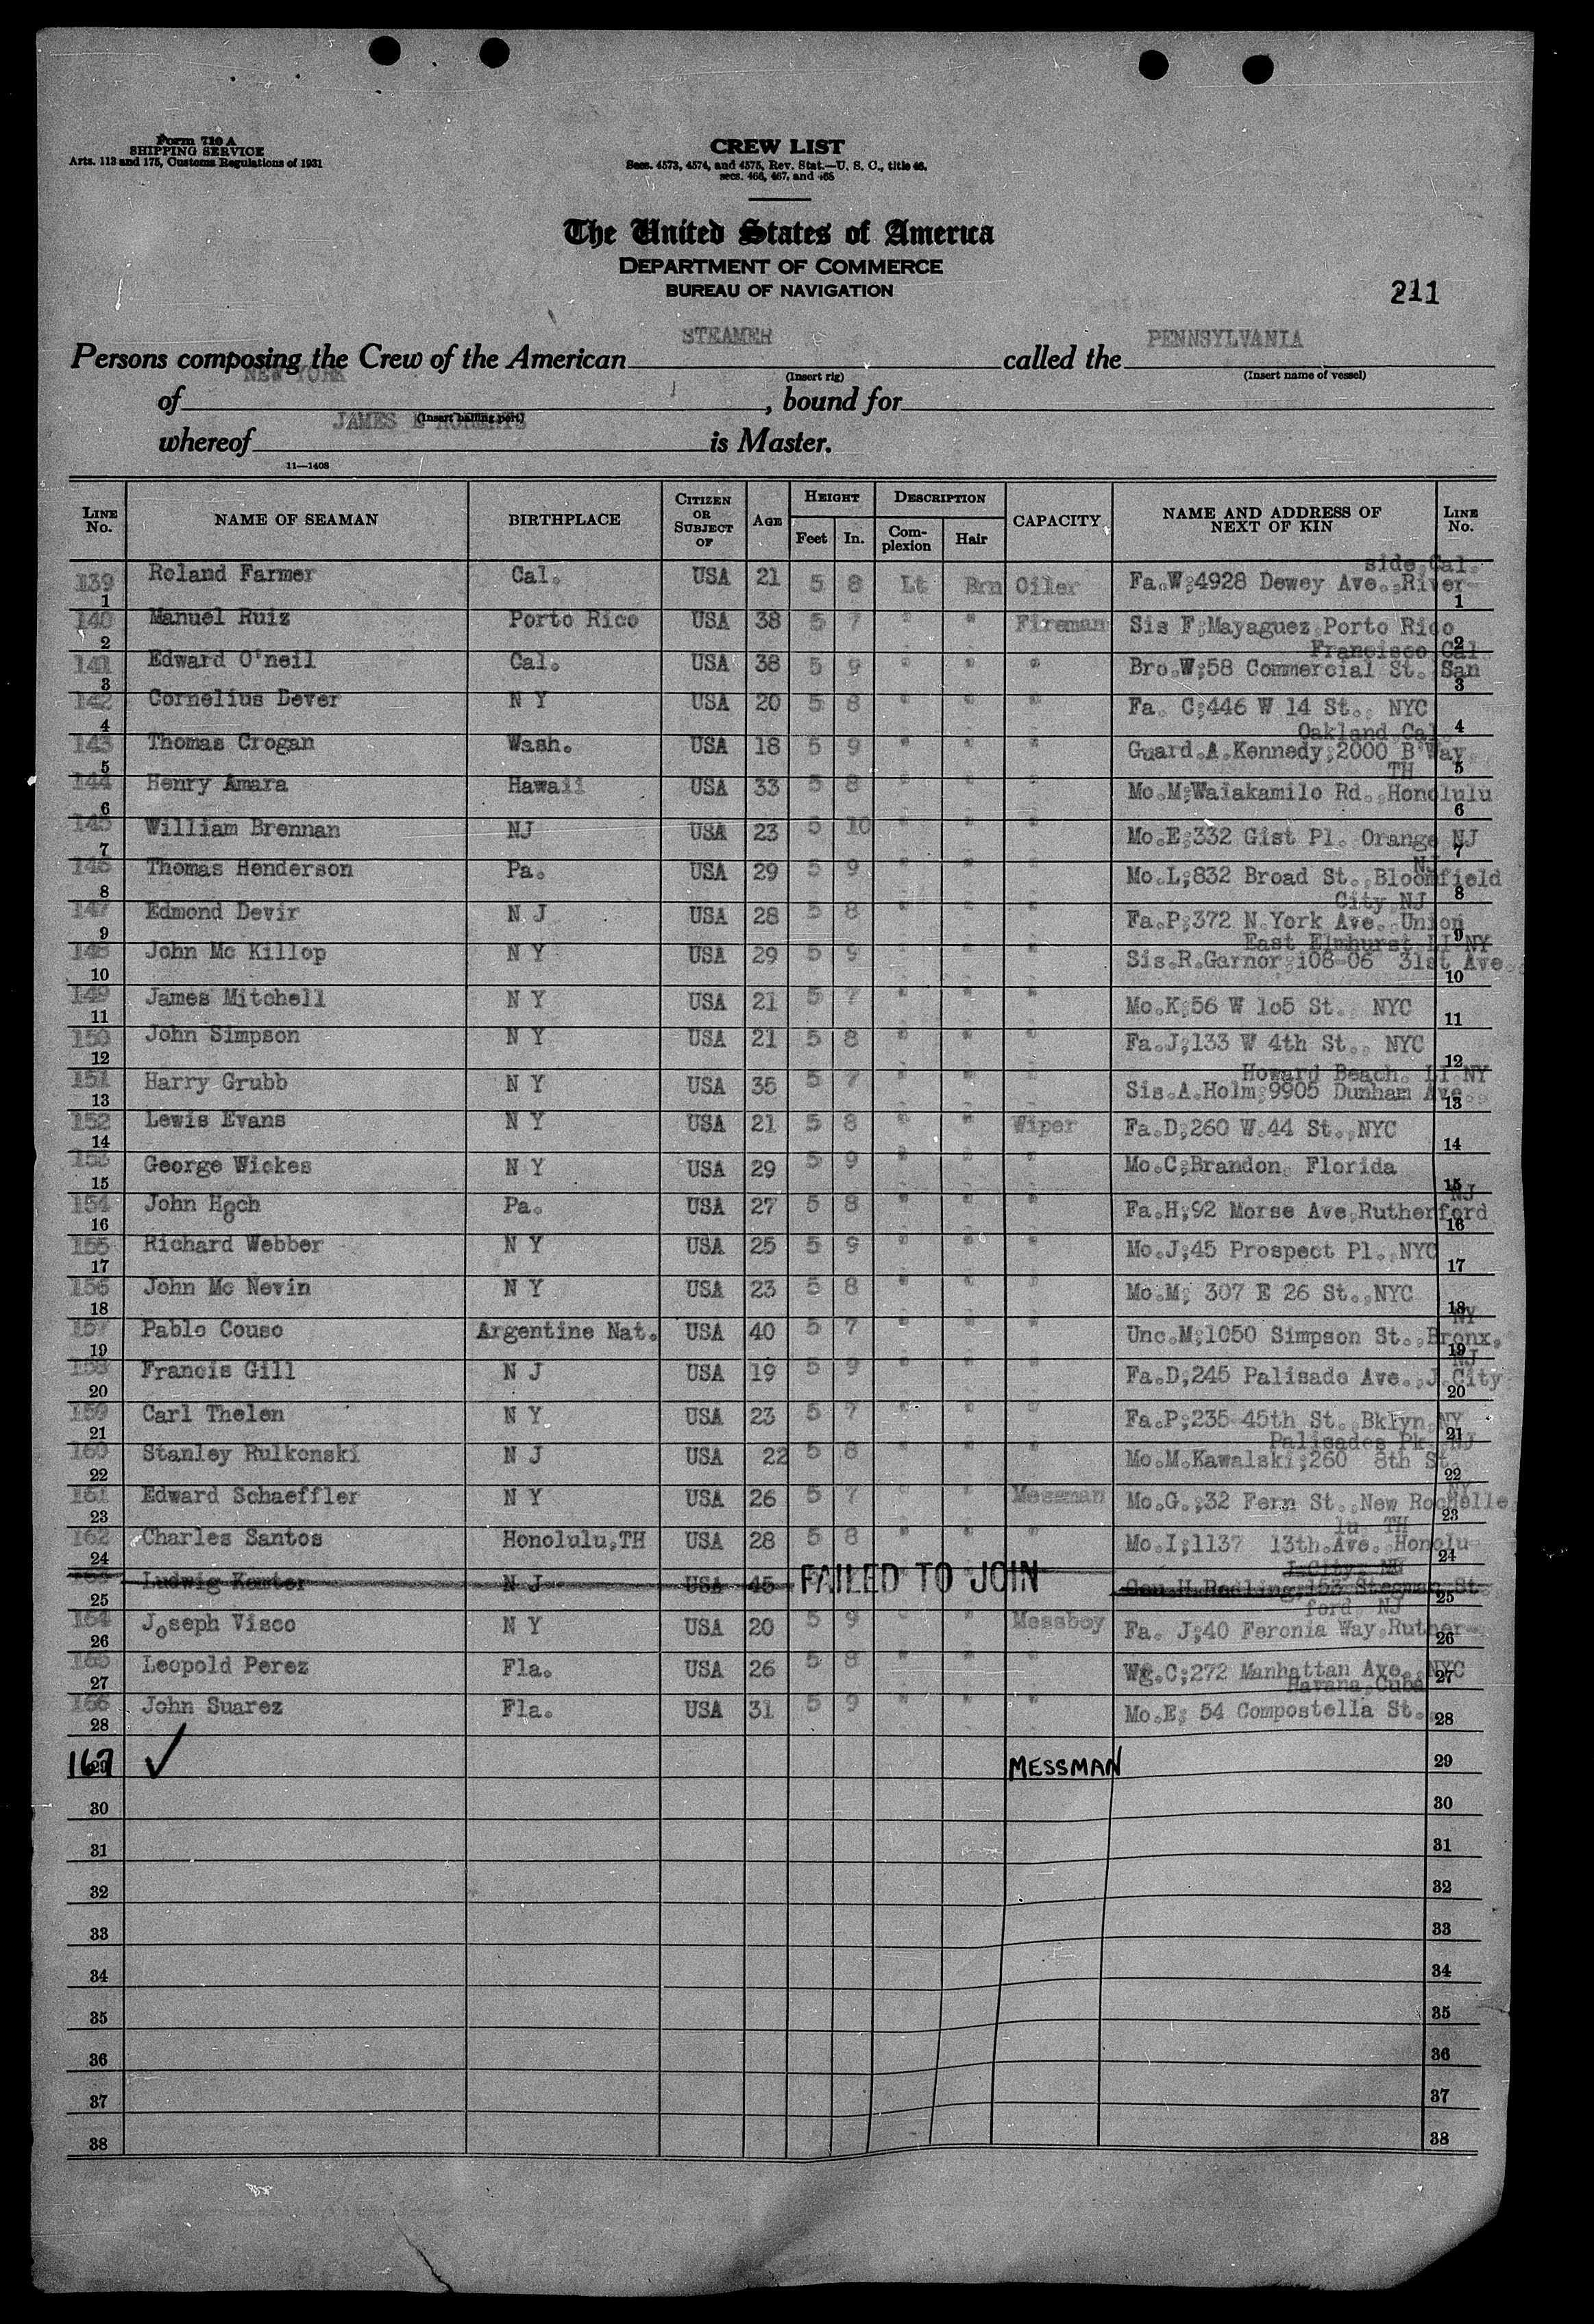 Form 710 A
SHIPPING SERVICE
Arts. 113 and 175, Customs Regulations of 1931
CREW LIST
Secs. 4573, 4574, and 4575, Rev. Stat.—U. S. C., title 46,
secs. 466, 467, and 468
The United States of America
DEPARTMENT OF COMMERCE
BUREAU OF NAVIGATION
211
Persons composing the Crew of the American STEAMER called the PENNSYLVANIA
(Insert rig) (Insert name of vessel)
of NEW YORK, bound for
(Insert hailing port)
whereof JAMES E ROBERTS is Master.
11—1408
LINE No. NAME OF SEAMAN BIRTHPLACE CITIZEN OR SUBJECT OF AGE HEIGHT Feet In. DESCRIPTION Complexion Hair CAPACITY NAME AND ADDRESS OF NEXT OF KIN LINE No.
139 1 Roland Farmer Cal. USA 21 5 8 Lt Brn Oiler Fa.W;4928 Dewey Ave.,River-side,Cal. 1
140 2 Manuel Ruiz Porto Rico USA 38 5 7 " " Fireman Sis F;Mayaguez,Porto Rico 2
141 3 Edward O'neil Cal. USA 38 5 9 " " " Bro.W;58 Commercial St. San Francisco Cal. 3
142 4 Cornelius Dever N Y USA 20 5 8 " " " Fa. C;446 W 14 St., NYC 4
143 5 Thomas Crogan Wash. USA 18 5 9 " " " Guard.A.Kennedy;2000 B'Way, Oakland,Cal. 5
144 6 Henry Amara Hawaii USA 33 5 8 " " " Mo.M;Waiakamilo Rd.,Honolulu TH 6
145 7 William Brennan NJ USA 23 5 10 " " " Mo.E;332 Gist Pl. Orange NJ 7
146 8 Thomas Henderson Pa. USA 29 5 9 " " " Mo.L;832 Broad St.,Bloomfield NJ 8
147 9 Edmond Devir N J USA 28 5 8 " " " Fa.P;372 N.York Ave. Union City,NJ 9
148 10 John Mc Killop N Y USA 29 5 9 " " " Sis.R.Garnor;108-06 31st Ave. East Elmhurst LI NY 10
149 11 James Mitchell N Y USA 21 5 7 " " " Mo.K;56 W 105 St. NYC 11
150 12 John Simpson N Y USA 21 5 8 " " " Fa.J;133 W 4th St., NYC 12
151 13 Harry Grubb N Y USA 35 5 7 " " " Sis.A.Holm;9905 Dunham Ave. Howard Beach. LI NY 13
152 14 Lewis Evans N Y USA 21 5 8 " " Wiper Fa.D;260 W.44 St.,NYC 14
153 15 George Wickes N Y USA 29 5 9 " " " Mo.C;Brandon, Florida 15
154 16 John Hoch Pa. USA 27 5 8 " " " Fa.H;92 Morse Ave,Rutherford NJ 16
155 17 Richard Webber N Y USA 25 5 9 " " " Mo.J;45 Prospect Pl.,NYC 17
156 18 John Mc Nevin N Y USA 23 5 8 " " " Mo.M; 307 E 26 St.,NYC 18
157 19 Pablo Couso Argentine Nat. USA 40 5 7 " " " Unc.M;1050 Simpson St.,Bronx, NY 19
158 20 Francis Gill N J USA 19 5 9 " " " Fa.D;245 Palisade Ave.,J.City NJ 20
159 21 Carl Thelen N Y USA 23 5 7 " " " Fa.P;235 45th St. Bklyn,NY 21
160 22 Stanley Rulkonski N J USA 22 5 8 " " " Mo.M.Kawalski;260 8th St. Palisades Pk. NJ 22
161 23 Edward Schaeffler N Y USA 26 5 7 " " Messman Mo.G.;32 Fern St.,New Rochelle NY 23
162 24 Charles Santos Honolulu,TH USA 28 5 8 " " " Mo.I;1137 13th.Ave. Honolu-lu TH 24
163 25 Ludwig Komter N J USA 45 FAILED TO JOIN H.Reeling;153 Stegman St J.City, NJ 25
164 26 Joseph Visco N Y USA 20 5 9 " " Messboy Fa. J;40 Feronia Way,Ruther-ford, NJ 26
165 27 Leopold Perez Fla. USA 26 5 8 " " " C;272 Manhattan Ave.,NYC 27
166 28 John Suarez Fla. USA 31 5 9 " " " Mo.E; 54 Compostella St. Havana,Cuba 28
167 29 ✓ MESSMAN 29
30 30
31 31
32 32
33 33
34 34
35 35
36 36
37 37
38 38